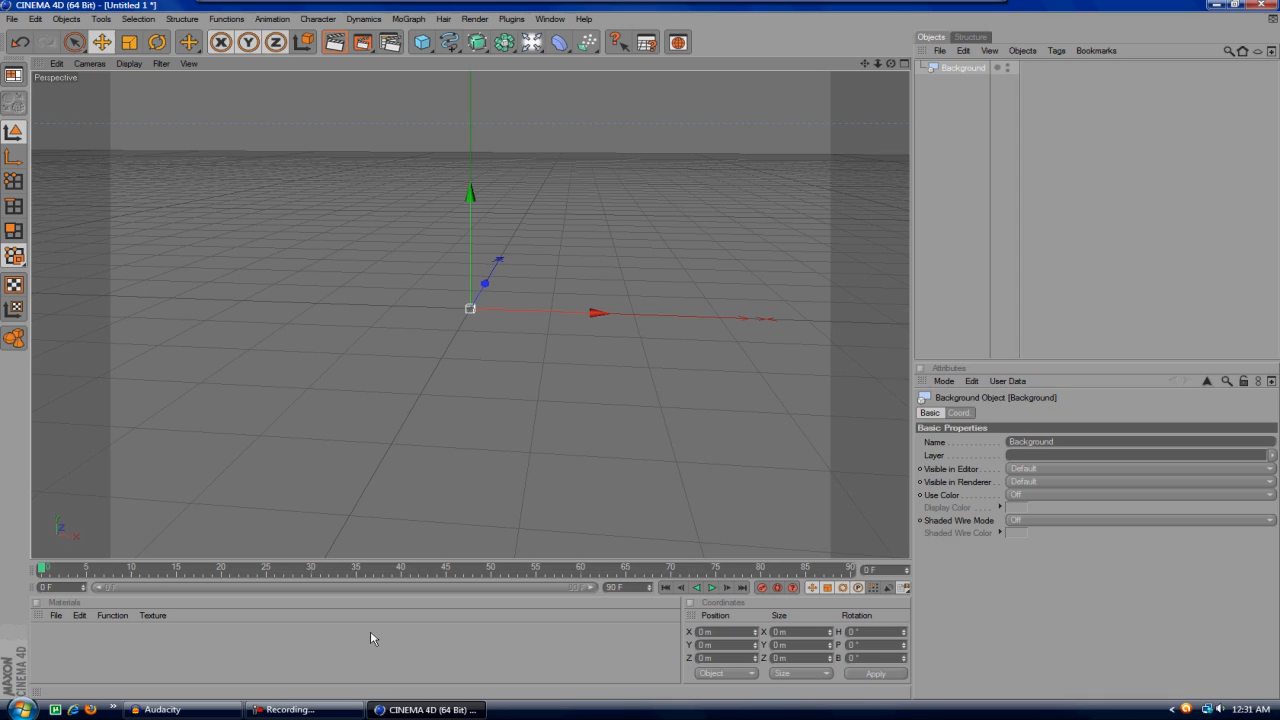 CINEMA 4D (64 Bit) - [Untitled 1 *]
File Edit Objects Tools Selection Structure Functions Animation Character Dynamics MoGraph Hair Render Plugins Window Help
Edit Cameras Display Filter View
Perspective
Objects Structure
File Edit View Objects Tags Bookmarks
Background
Attributes
Mode Edit User Data
Background Object [Background]
Basic Coord.
Basic Properties
Name Background
Layer
Visible in Editor Default
Visible in Renderer Default
Use Color Off
Display Color
Shaded Wire Mode Off
Shaded Wire Color
0 5 10 15 20 25 30 35 40 45 50 55 60 65 70 75 80 85 90 0 F
0 F 0 F 90 F
Materials
File Edit Function Texture
Coordinates
Position Size Rotation
X 0 m X 0 m H 0 °
Y 0 m Y 0 m P 0 °
Z 0 m Z 0 m B 0 °
Object Size Apply
MAXON CINEMA 4D
Audacity Recording... CINEMA 4D (64 Bit) ... 12:31 AM